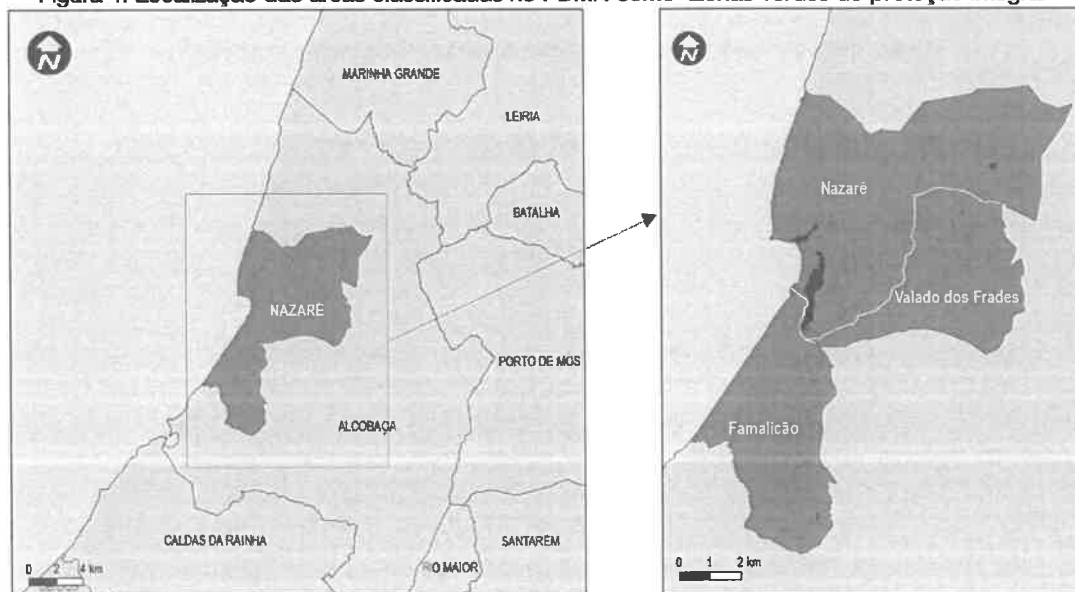 N
MARINHA GRANDE
LEIRIA
BATALHA
NAZARÉ
PORTO DE MÓS
ALCOBAÇA
CALDAS DA RAINHA
SANTARÉM
RIO MAIOR
0 2 4 km
N
Nazaré
Valado dos Frades
Famalicão
0 1 2 km